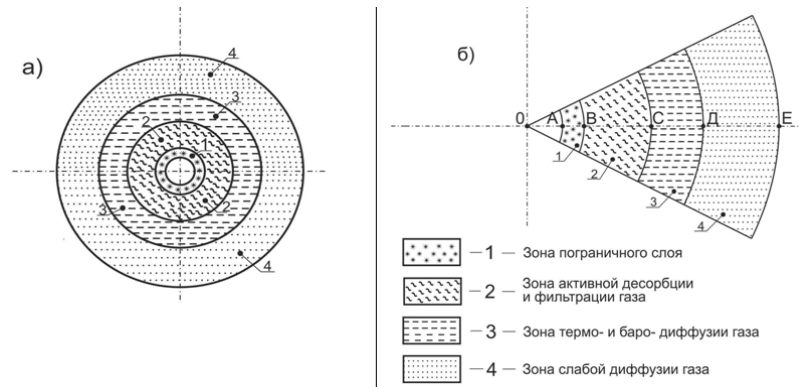 а)
4
3
2
1
2
3
4
б)
0 А В С Д Е
1
2
3
4
1 – Зона пограничного слоя
2 – Зона активной десорбции
и фильтрации газа
3 – Зона термо- и баро- диффузии газа
4 – Зона слабой диффузии газа